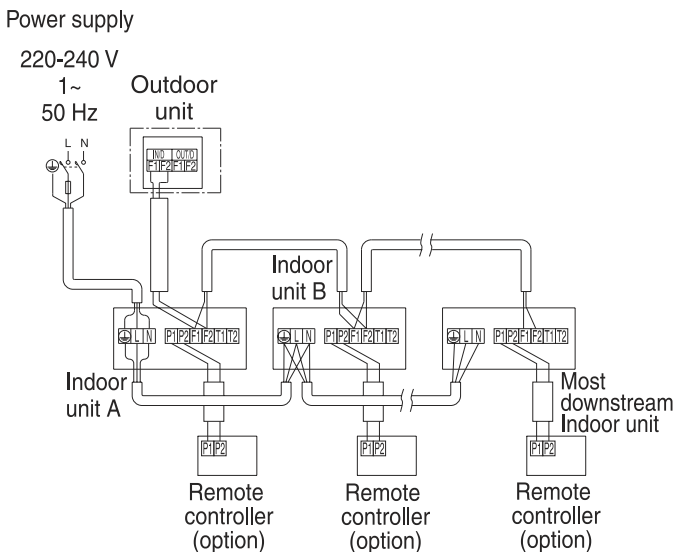 Power supply
220-240 V
1~
50 Hz
L N
Outdoor
unit
IN/D OUT/D
F1 F2 F1 F2
Indoor
unit B
L N P1 P2 F1 F2 T1 T2
L N P1 P2 F1 F2 T1 T2
L N P1 P2 F1 F2 T1 T2
Indoor
unit A
Most
downstream
Indoor unit
P1 P2
P1 P2
P1 P2
Remote
controller
(option)
Remote
controller
(option)
Remote
controller
(option)